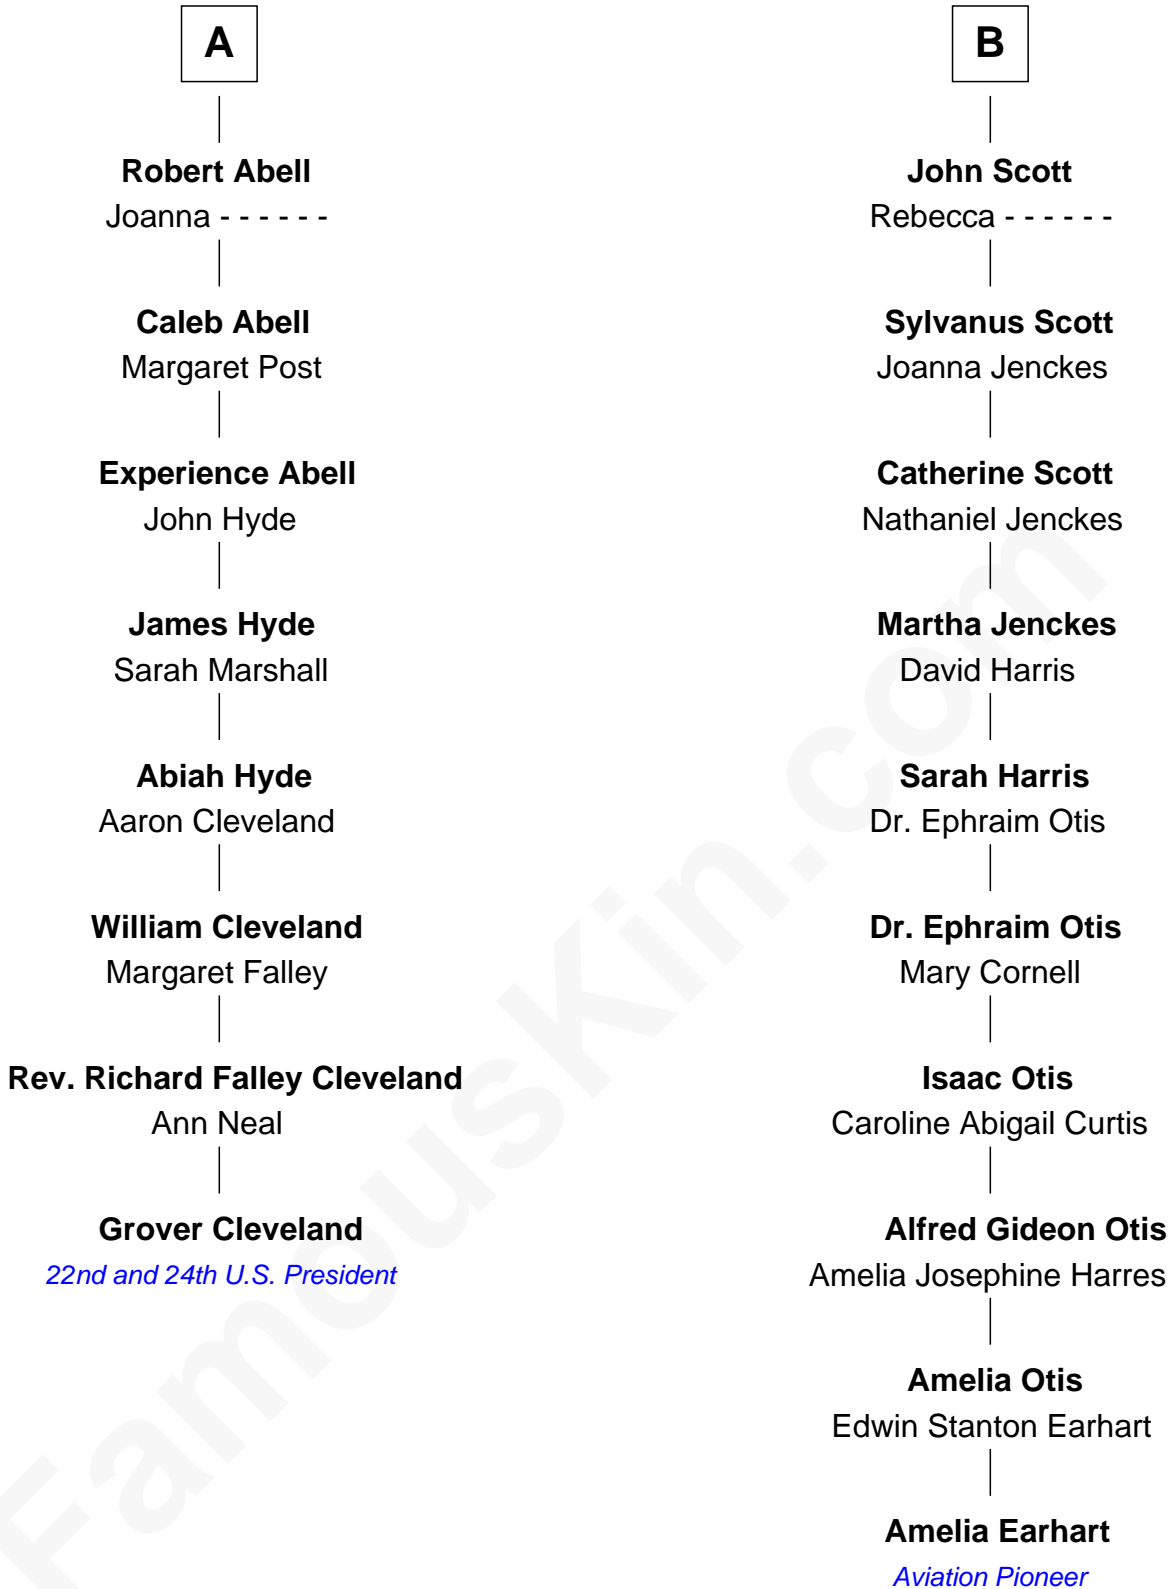 A
Robert Abell
Joanna - - - - - -
Caleb Abell
Margaret Post
Experience Abell
John Hyde
James Hyde
Sarah Marshall
Abiah Hyde
Aaron Cleveland
William Cleveland
Margaret Falley
Rev. Richard Falley Cleveland
Ann Neal
Grover Cleveland
22nd and 24th U.S. President
B
John Scott
Rebecca - - - - - -
Sylvanus Scott
Joanna Jenckes
Catherine Scott
Nathaniel Jenckes
Martha Jenckes
David Harris
Sarah Harris
Dr. Ephraim Otis
Dr. Ephraim Otis
Mary Cornell
Isaac Otis
Caroline Abigail Curtis
Alfred Gideon Otis
Amelia Josephine Harres
Amelia Otis
Edwin Stanton Earhart
Amelia Earhart
Aviation Pioneer
FamousKin.com